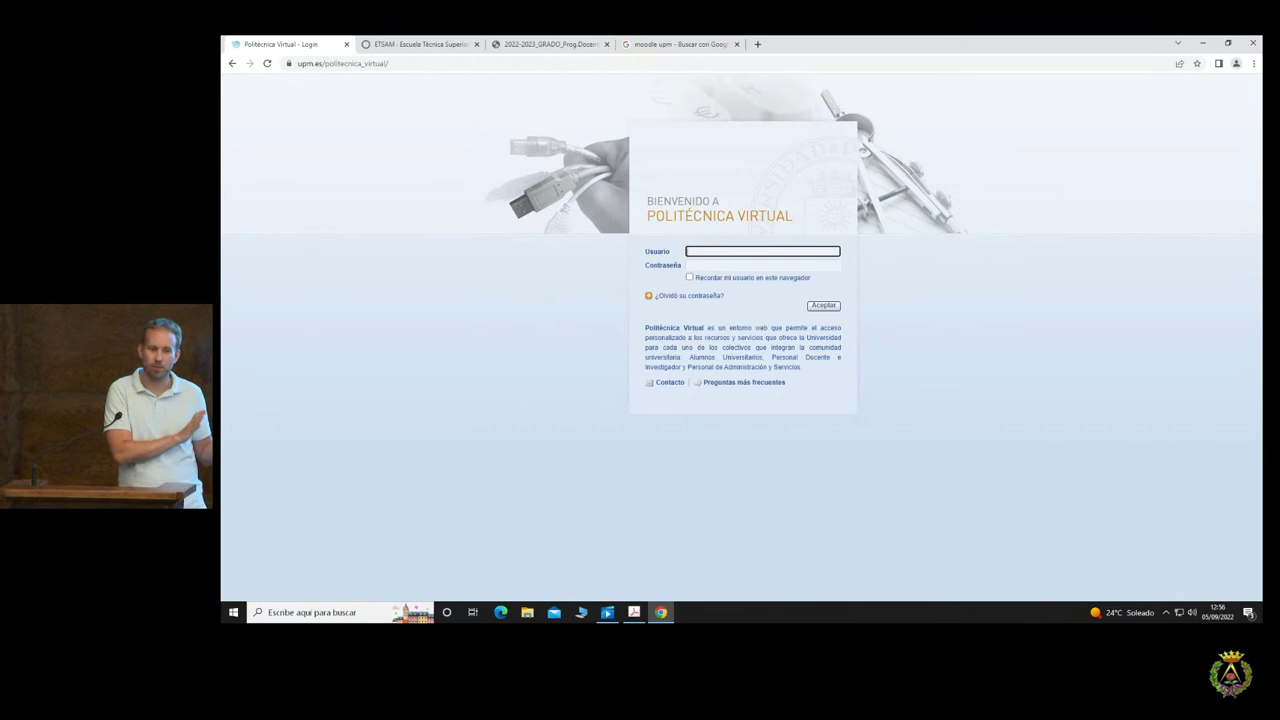 Politécnica Virtual - Login
ETSAM - Escuela Técnica Superior
2022-2023_GRADO_Prog.Docen
moodle upm - Buscar con Goog
upm.es/politecnica_virtual/
BIENVENIDO A
POLITÉCNICA VIRTUAL
Usuario
Contraseña
Recordar mi usuario en este navegador
¿Olvidó su contraseña?
Aceptar
Politécnica Virtual es un entorno web que permite el acceso
personalizado a los recursos y servicios que ofrece la Universidad
para cada uno de los colectivos que integran la comunidad
universitaria: Alumnos Universitarios, Personal Docente e
Investigador y Personal de Administración y Servicios.
Contacto
Preguntas más frecuentes
Escribe aquí para buscar
24°C Soleado
12:56
05/09/2022